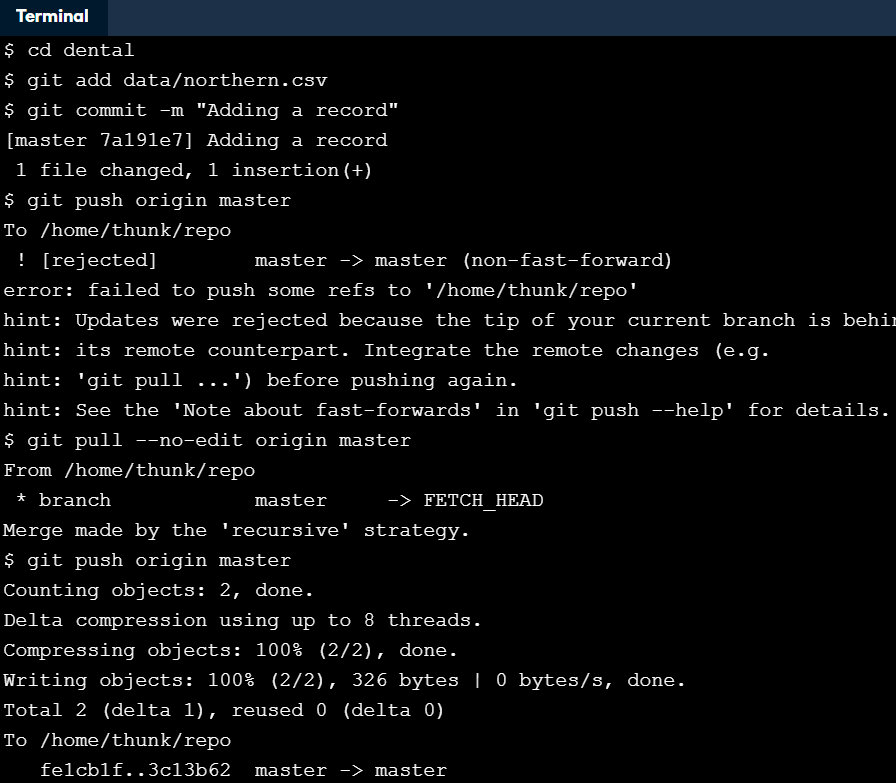 Terminal
$ cd dental
$ git add data/northern.csv
$ git commit -m "Adding a record"
[master 7a191e7] Adding a record
 1 file changed, 1 insertion(+)
$ git push origin master
To /home/thunk/repo
 ! [rejected]        master -> master (non-fast-forward)
error: failed to push some refs to '/home/thunk/repo'
hint: Updates were rejected because the tip of your current branch is
hint: its remote counterpart. Integrate the remote changes (e.g.
hint: 'git pull ...') before pushing again.
hint: See the 'Note about fast-forwards' in 'git push --help' for details.
$ git pull --no-edit origin master
From /home/thunk/repo
 * branch            master     -> FETCH_HEAD
Merge made by the 'recursive' strategy.
$ git push origin master
Counting objects: 2, done.
Delta compression using up to 8 threads.
Compressing objects: 100% (2/2), done.
Writing objects: 100% (2/2), 326 bytes | 0 bytes/s, done.
Total 2 (delta 1), reused 0 (delta 0)
To /home/thunk/repo
   fe1cb1f..3c13b62  master -> master